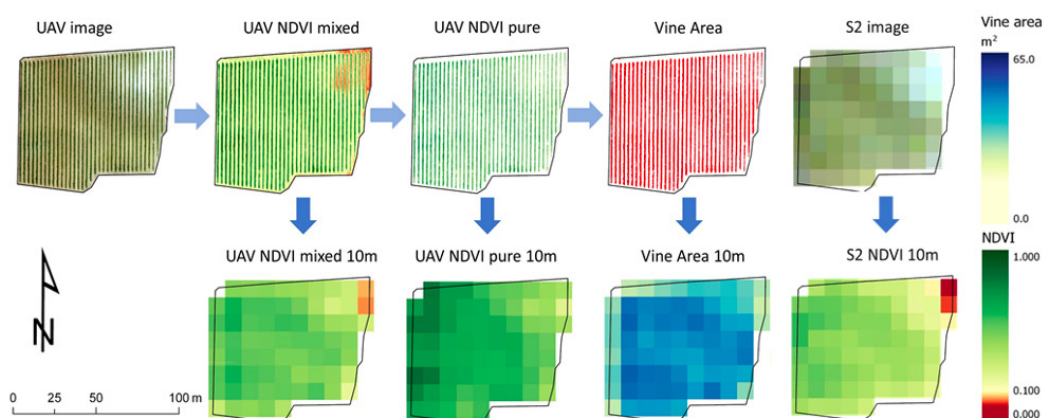 UAV image
UAV NDVI mixed
UAV NDVI pure
Vine Area
S2 image
Vine area
m²
65.0
0.0
UAV NDVI mixed 10m
UAV NDVI pure 10m
Vine Area 10m
S2 NDVI 10m
NDVI
1.000
0.100
0.000
N
0 25 50 100 m